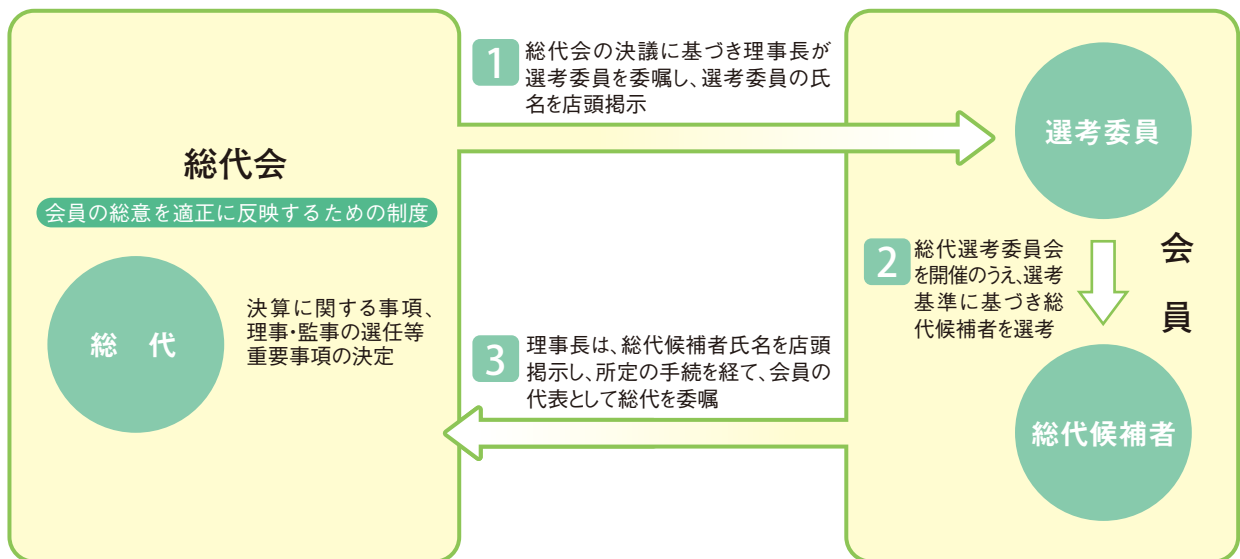 総代会
会員の総意を適正に反映するための制度
総 代
決算に関する事項、
理事・監事の選任等
重要事項の決定
1
総代会の決議に基づき理事長が
選考委員を委嘱し、選考委員の氏
名を店頭掲示
選考委員
会員
2
総代選考委員会
を開催のうえ、選考
基準に基づき総
代候補者を選考
3
理事長は、総代候補者氏名を店頭
掲示し、所定の手続を経て、会員の
代表として総代を委嘱
総代候補者